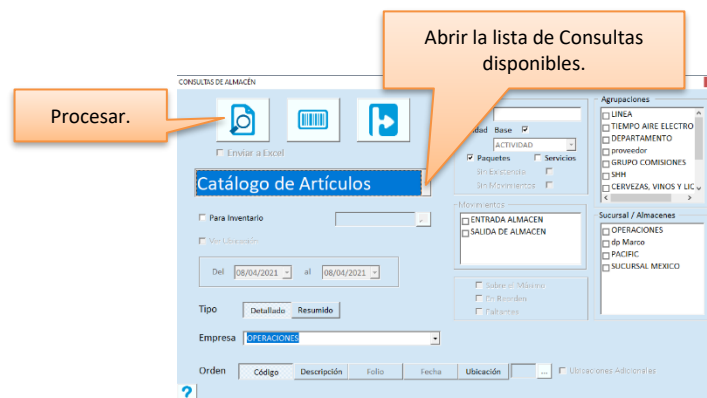 Abrir la lista de Consultas
disponibles.
CONSULTAS DE ALMACÉN
Procesar.
Enviar a Excel
Catálogo de Artículos
Para Inventario
Ver Ubicación
Del 08/04/2021 al 08/04/2021
Tipo Detallado Resumido
Empresa OPERACIONES
Orden Código Descripción Folio Fecha Ubicación ... Ubicaciones Adicionales
?
Base
ACTIVIDAD
Paquetes Servicios
Sin Existencia
Sin Movimientos
Movimientos
ENTRADA ALMACEN
SALIDA DE ALMACEN
Sobre el Máximo
En Reorden
Faltantes
Agrupaciones
LINEA
TIEMPO AIRE ELECTRO
DEPARTAMENTO
proveedor
GRUPO COMISIONES
SHH
CERVEZAS, VINOS Y LIC
Sucursal / Almacenes
OPERACIONES
dp Marco
PACIFIC
SUCURSAL MEXICO